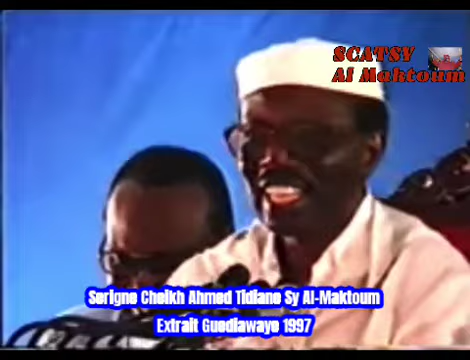 SCATSY
Al Maktoum
Serigne Cheikh Ahmed Tidiane Sy Al-Maktoum
Extrait Guediawaye 1997